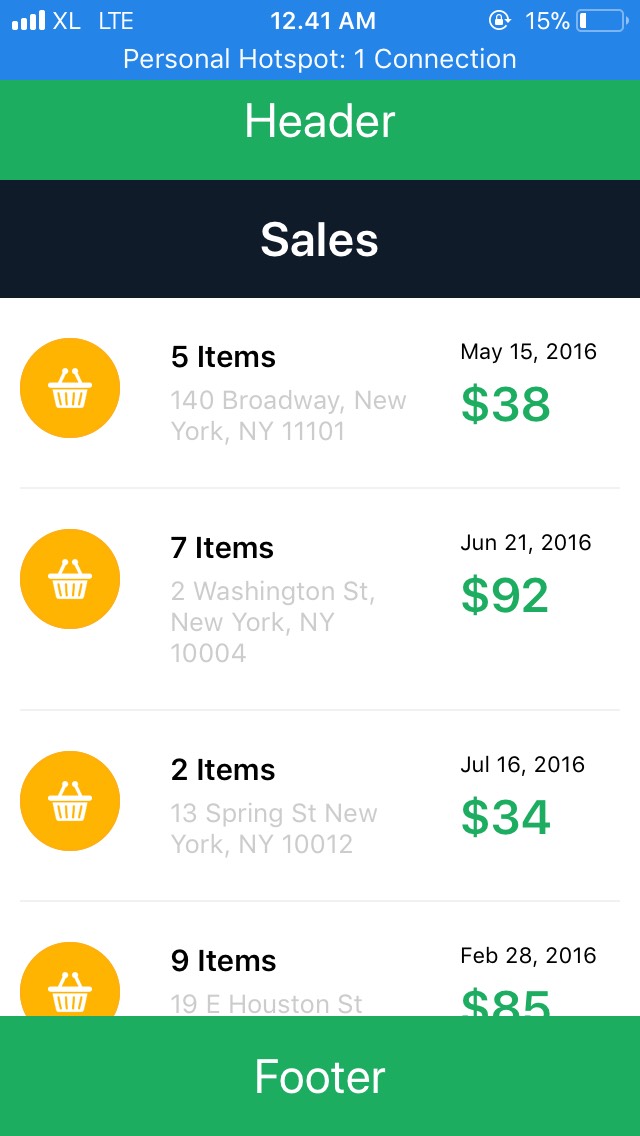 XL LTE 12.41 AM 15%
Personal Hotspot: 1 Connection
Header
Sales
5 Items
140 Broadway, New
York, NY 11101
May 15, 2016
$38
7 Items
2 Washington St,
New York, NY
10004
Jun 21, 2016
$92
2 Items
13 Spring St New
York, NY 10012
Jul 16, 2016
$34
9 Items
19 E Houston St
Feb 28, 2016
$85
Footer